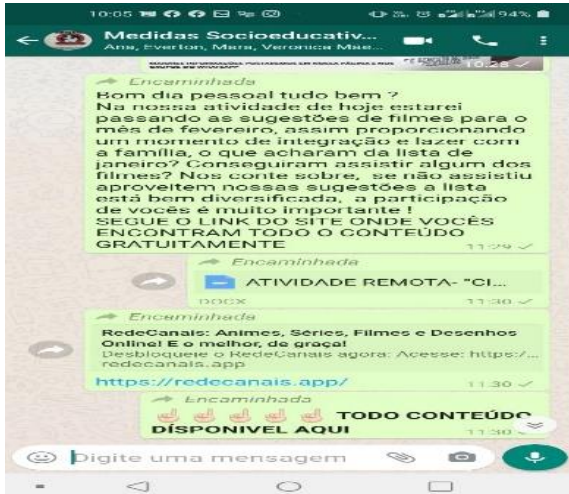 10:05 94%
Medidas Socioeducativ...
Ana, Everton, Mara, Veronica Mãe...
10:28
Encaminhada
Bom dia pessoal tudo bem ?
Na nossa atividade de hoje estarei
passando as sugestões de filmes para o
mês de fevereiro, assim proporcionando
um momento de integração e lazer com
a família, o que acharam da lista de
janeiro? Conseguiram assistir algum dos
filmes? Nos conte sobre, se não assistiu
aproveitem nossas sugestões a lista
está bem diversificada, a participação
de vocês é muito importante !
SEGUE O LINK DO SITE ONDE VOCÊS
ENCONTRAM TODO O CONTEÚDO
GRATUITAMENTE
11:29
Encaminhada
ATIVIDADE REMOTA- "CI...
DOCX 11:30
Encaminhada
RedeCanais: Animes, Séries, Filmes e Desenhos
Online! E o melhor, de graça!
Desbloqueie o RedeCanais agora: Acesse: https:/...
redecanais.app
https://redecanais.app/ 11:30
Encaminhada
TODO CONTEÚDO
DÍSPONIVEL AQUI 11:30
Digite uma mensagem